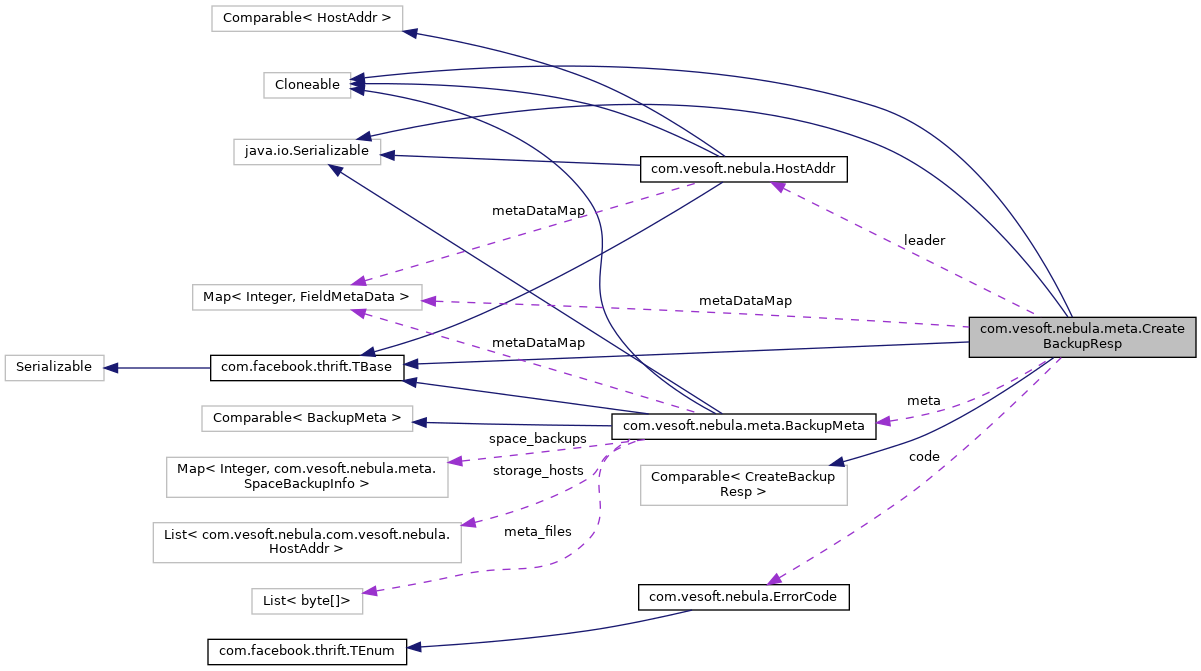 Comparable< HostAddr >
Cloneable
java.io.Serializable
com.vesoft.nebula.HostAddr
metaDataMap
leader
Map< Integer, FieldMetaData >
metaDataMap
com.vesoft.nebula.meta.Create
BackupResp
metaDataMap
Serializable
com.facebook.thrift.TBase
meta
Comparable< BackupMeta >
com.vesoft.nebula.meta.BackupMeta
space_backups
code
Map< Integer, com.vesoft.nebula.meta.
SpaceBackupInfo >
storage_hosts
Comparable< CreateBackup
Resp >
meta_files
List< com.vesoft.nebula.com.vesoft.nebula.
HostAddr >
List< byte[]>
com.vesoft.nebula.ErrorCode
com.facebook.thrift.TEnum